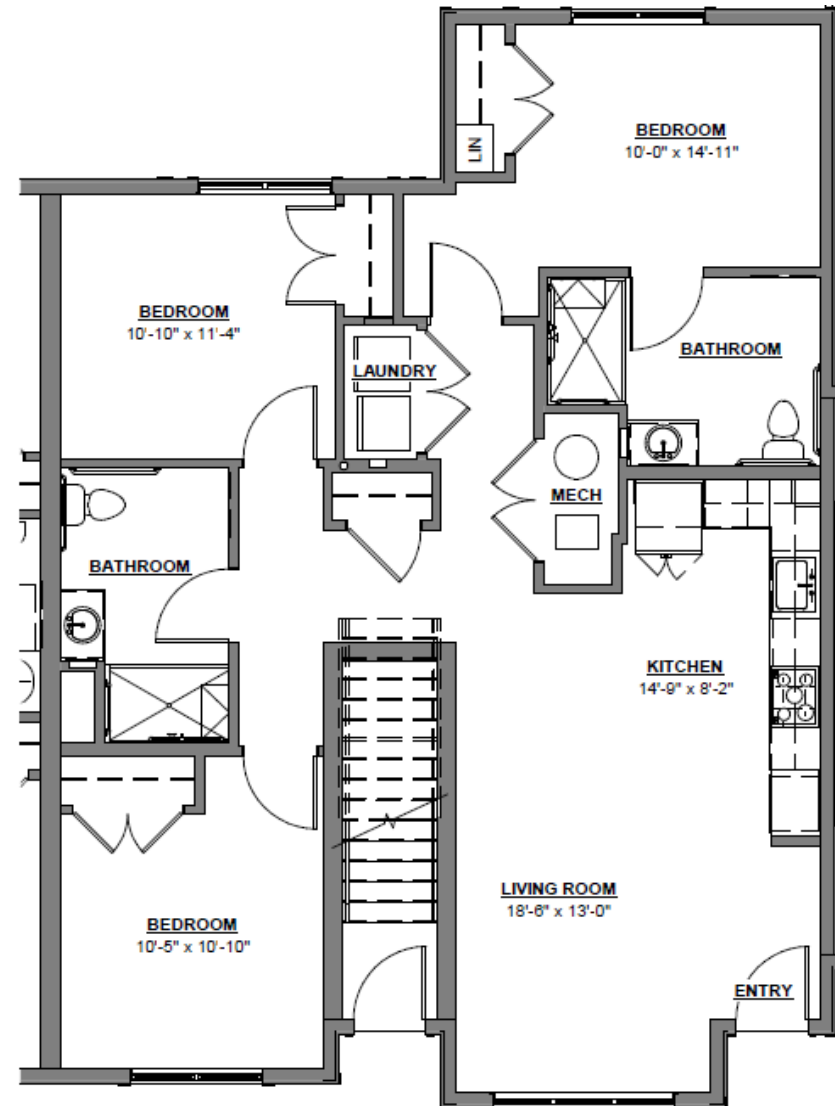 BEDROOM
10'-0" x 14'-11"
LIN
BEDROOM
10'-10" x 11'-4"
BATHROOM
LAUNDRY
MECH
BATHROOM
KITCHEN
14'-9" x 8'-2"
LIVING ROOM
18'-6" x 13'-0"
BEDROOM
10'-5" x 10'-10"
ENTRY